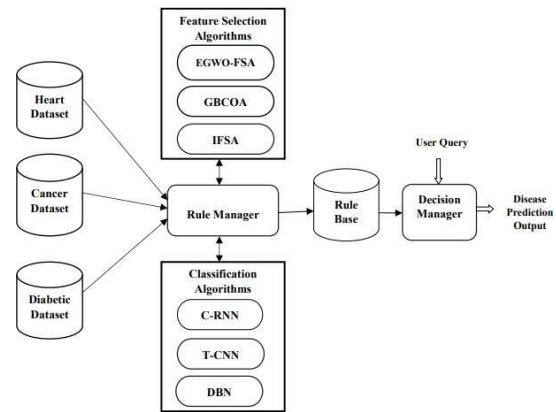 Feature Selection
Algorithms
EGWO-FSA
GBCOA
IFSA
Heart
Dataset
Cancer
Dataset
Diabetic
Dataset
Rule Manager
Rule
Base
User Query
Decision
Manager
Disease
Prediction
Output
Classification
Algorithms
C-RNN
T-CNN
DBN